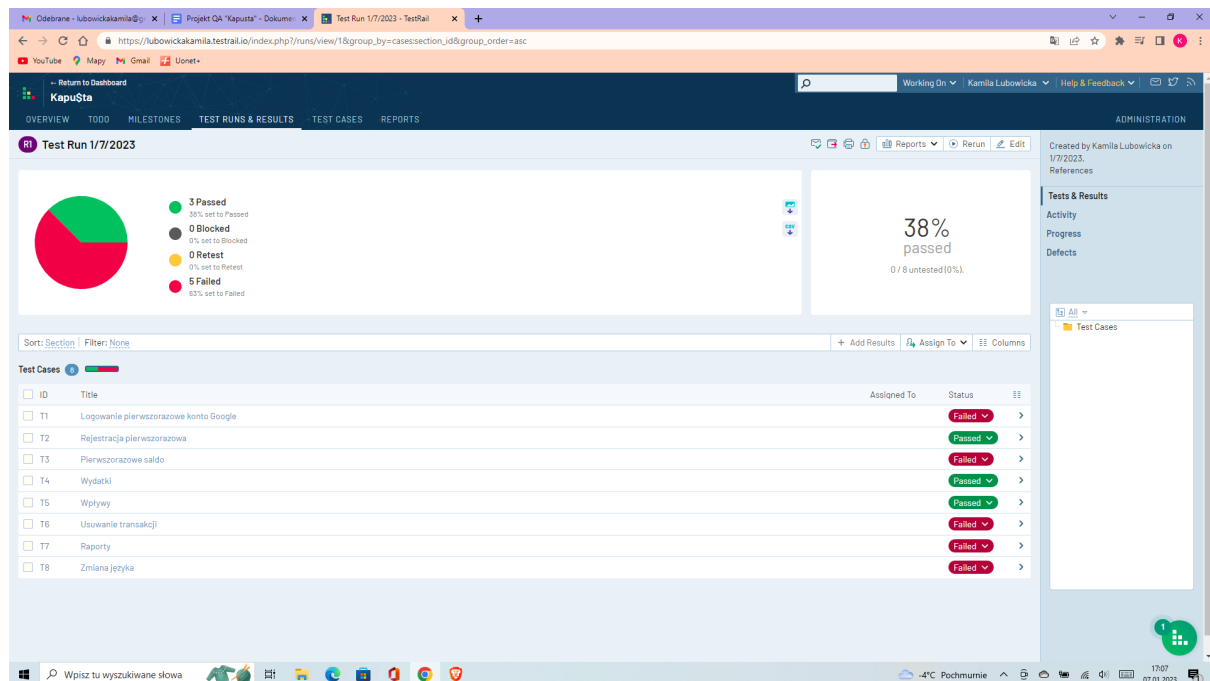 Odebrane - lubowickakamila@g
Projekt QA "Kapusta" - Dokumen
Test Run 1/7/2023 - TestRail
https://lubowickakamila.testrail.io/index.php?/runs/view/1&group_by=cases:section_id&group_order=asc
K
YouTube
Mapy
Gmail
Uonet+
← Return to Dashboard
Kapu$ta
Working On
Kamila Lubowicka
Help & Feedback
OVERVIEW TODO MILESTONES TEST RUNS & RESULTS TEST CASES REPORTS
ADMINISTRATION
R1 Test Run 1/7/2023
Reports
Rerun
Edit
Created by Kamila Lubowicka on
1/7/2023.
References
Tests & Results
Activity
Progress
Defects
3 Passed
38% set to Passed
0 Blocked
0% set to Blocked
0 Retest
0% set to Retest
5 Failed
63% set to Failed
CSV
38%
passed
0 / 8 untested (0%).
All
Test Cases
Sort: Section Filter: None
+ Add Results
Assign To
Columns
Test Cases 8
ID Title Assigned To Status
T1 Logowanie pierwszorazowe konto Google Failed
T2 Rejestracja pierwszorazowa Passed
T3 Pierwszorazowe saldo Failed
T4 Wydatki Passed
T5 Wpływy Passed
T6 Usuwanie transakcji Failed
T7 Raporty Failed
T8 Zmiana języka Failed
1
Wpisz tu wyszukiwane słowa
-4°C Pochmurnie
17:07
07.01.2023